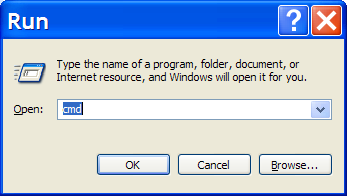 Run
Type the name of a program, folder, document, or
Internet resource, and Windows will open it for you.
Open: cmd
OK Cancel Browse...